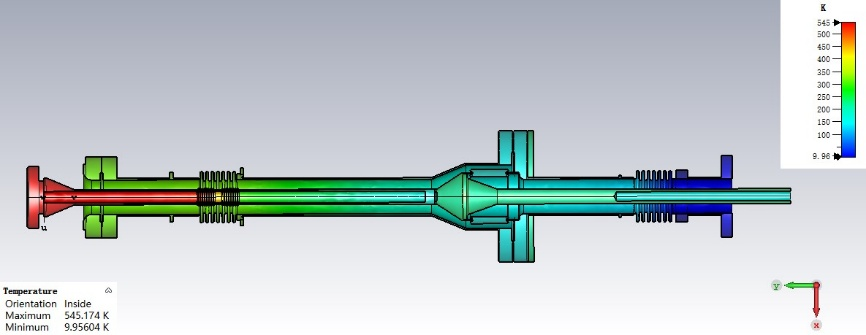 K
545
500
450
400
350
300
250
200
150
100
9.96
u
Temperature
Orientation Inside
Maximum 545.174 K
Minimum 9.95604 K
Y
X